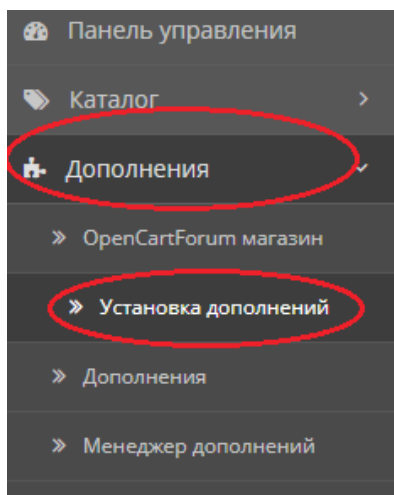 Панель управления
Каталог
Дополнения
OpenCartForum магазин
Установка дополнений
Дополнения
Менеджер дополнений